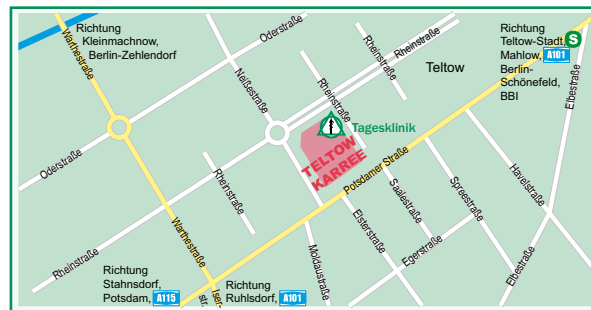 Richtung
Kleinmachnow,
Berlin-Zehlendorf
Warthestraße
Oderstraße
Neißestraße
Rheinstraße
Rheinstraße
Rheinstraße
Teltow
Richtung
Teltow-Stadt,
Mahlow, A101
Berlin-
Schönefeld,
BBI
S
Elbestraße
Tagesklinik
TELTOW
KARREE
Potsdamer Straße
Oderstraße
Rheinstraße
Rheinstraße
Warthestraße
Moldaustraße
Elsterstraße
Saalestraße
Egerstraße
Spreestraße
Havelstraße
Elbestraße
Richtung
Stahnsdorf,
Potsdam, A115
Iser-
str.
Richtung
Ruhlsdorf, A101